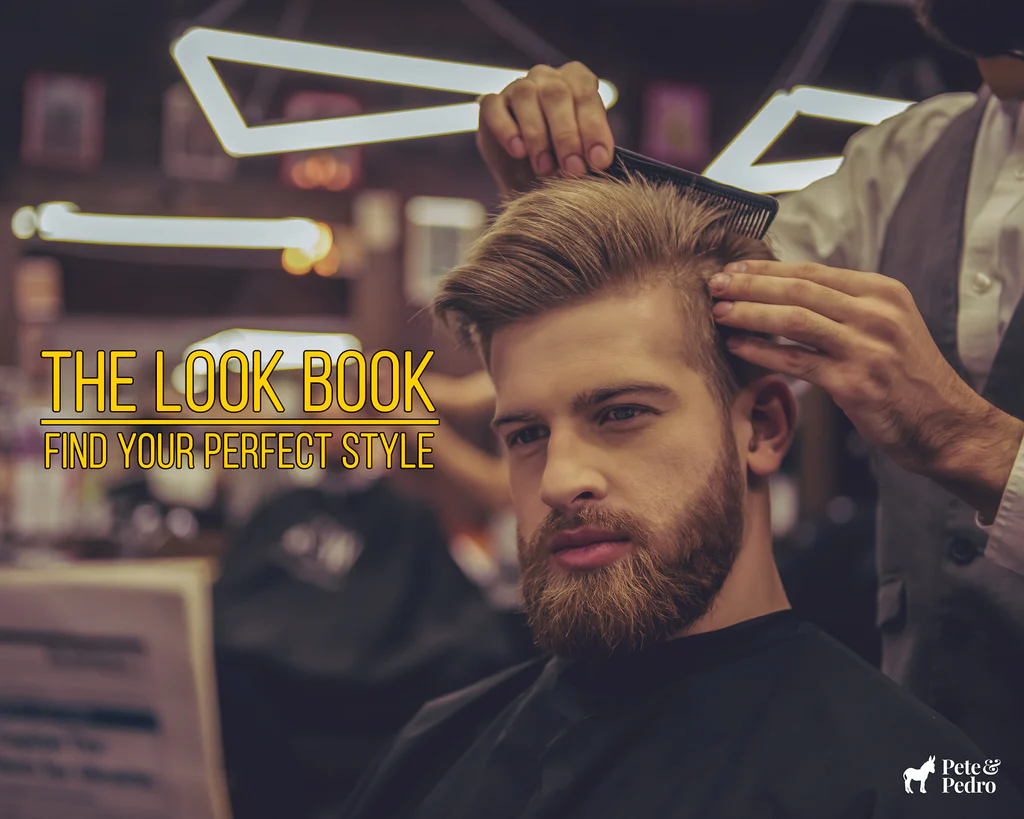 THE LOOK BOOK
FIND YOUR PERFECT STYLE
Pete &
Pedro